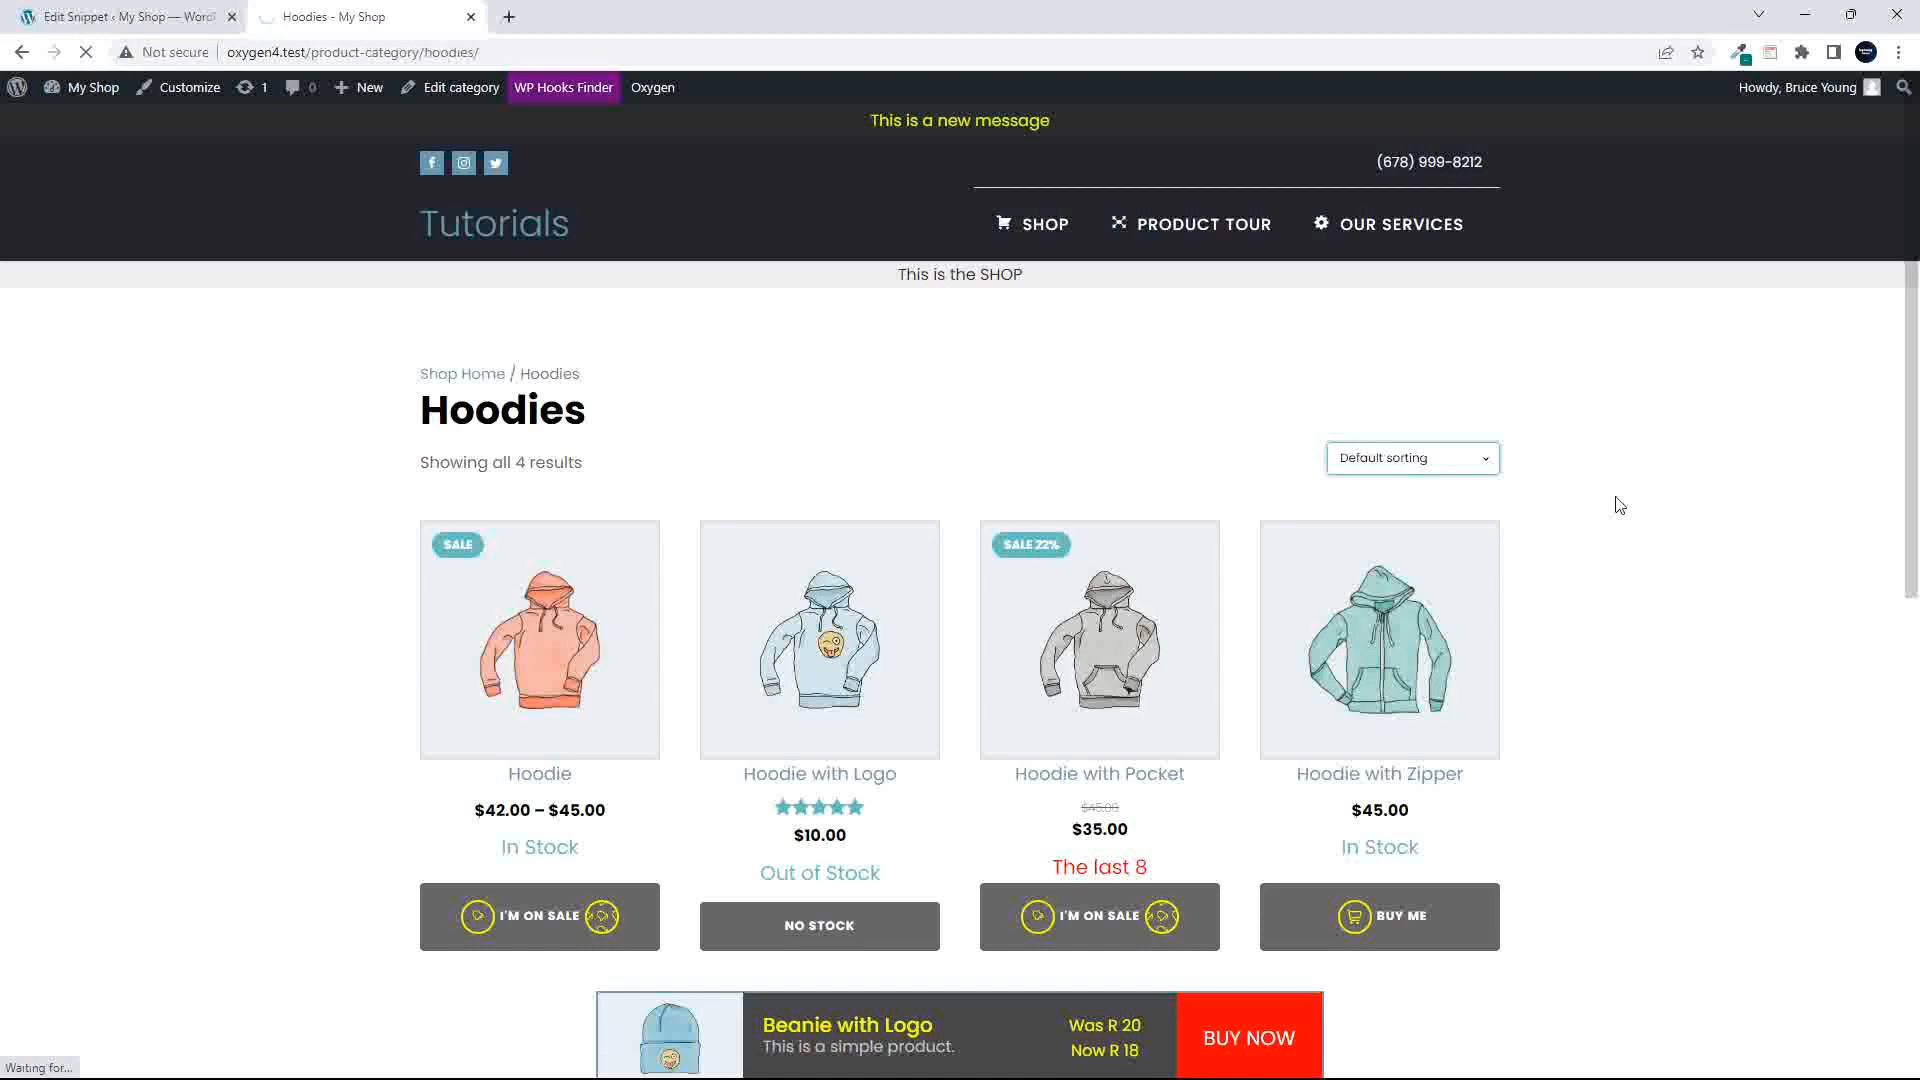 Edit Snippet ‹ My Shop — Word
Hoodies - My Shop
Not secure
oxygen4.test/product-category/hoodies/
My Shop
Customize
1
0
New
Edit category
WP Hooks Finder
Oxygen
Howdy, Bruce Young
This is a new message
(678) 999-8212
Tutorials
SHOP
PRODUCT TOUR
OUR SERVICES
This is the SHOP
Shop Home / Hoodies
Hoodies
Showing all 4 results
Default sorting
SALE
SALE 22%
Hoodie
Hoodie with Logo
Hoodie with Pocket
Hoodie with Zipper
$42.00 – $45.00
$10.00
$45.00
$35.00
$45.00
In Stock
Out of Stock
The last 8
In Stock
I'M ON SALE
NO STOCK
I'M ON SALE
BUY ME
Beanie with Logo
This is a simple product.
Was R 20
Now R 18
BUY NOW
Waiting for...